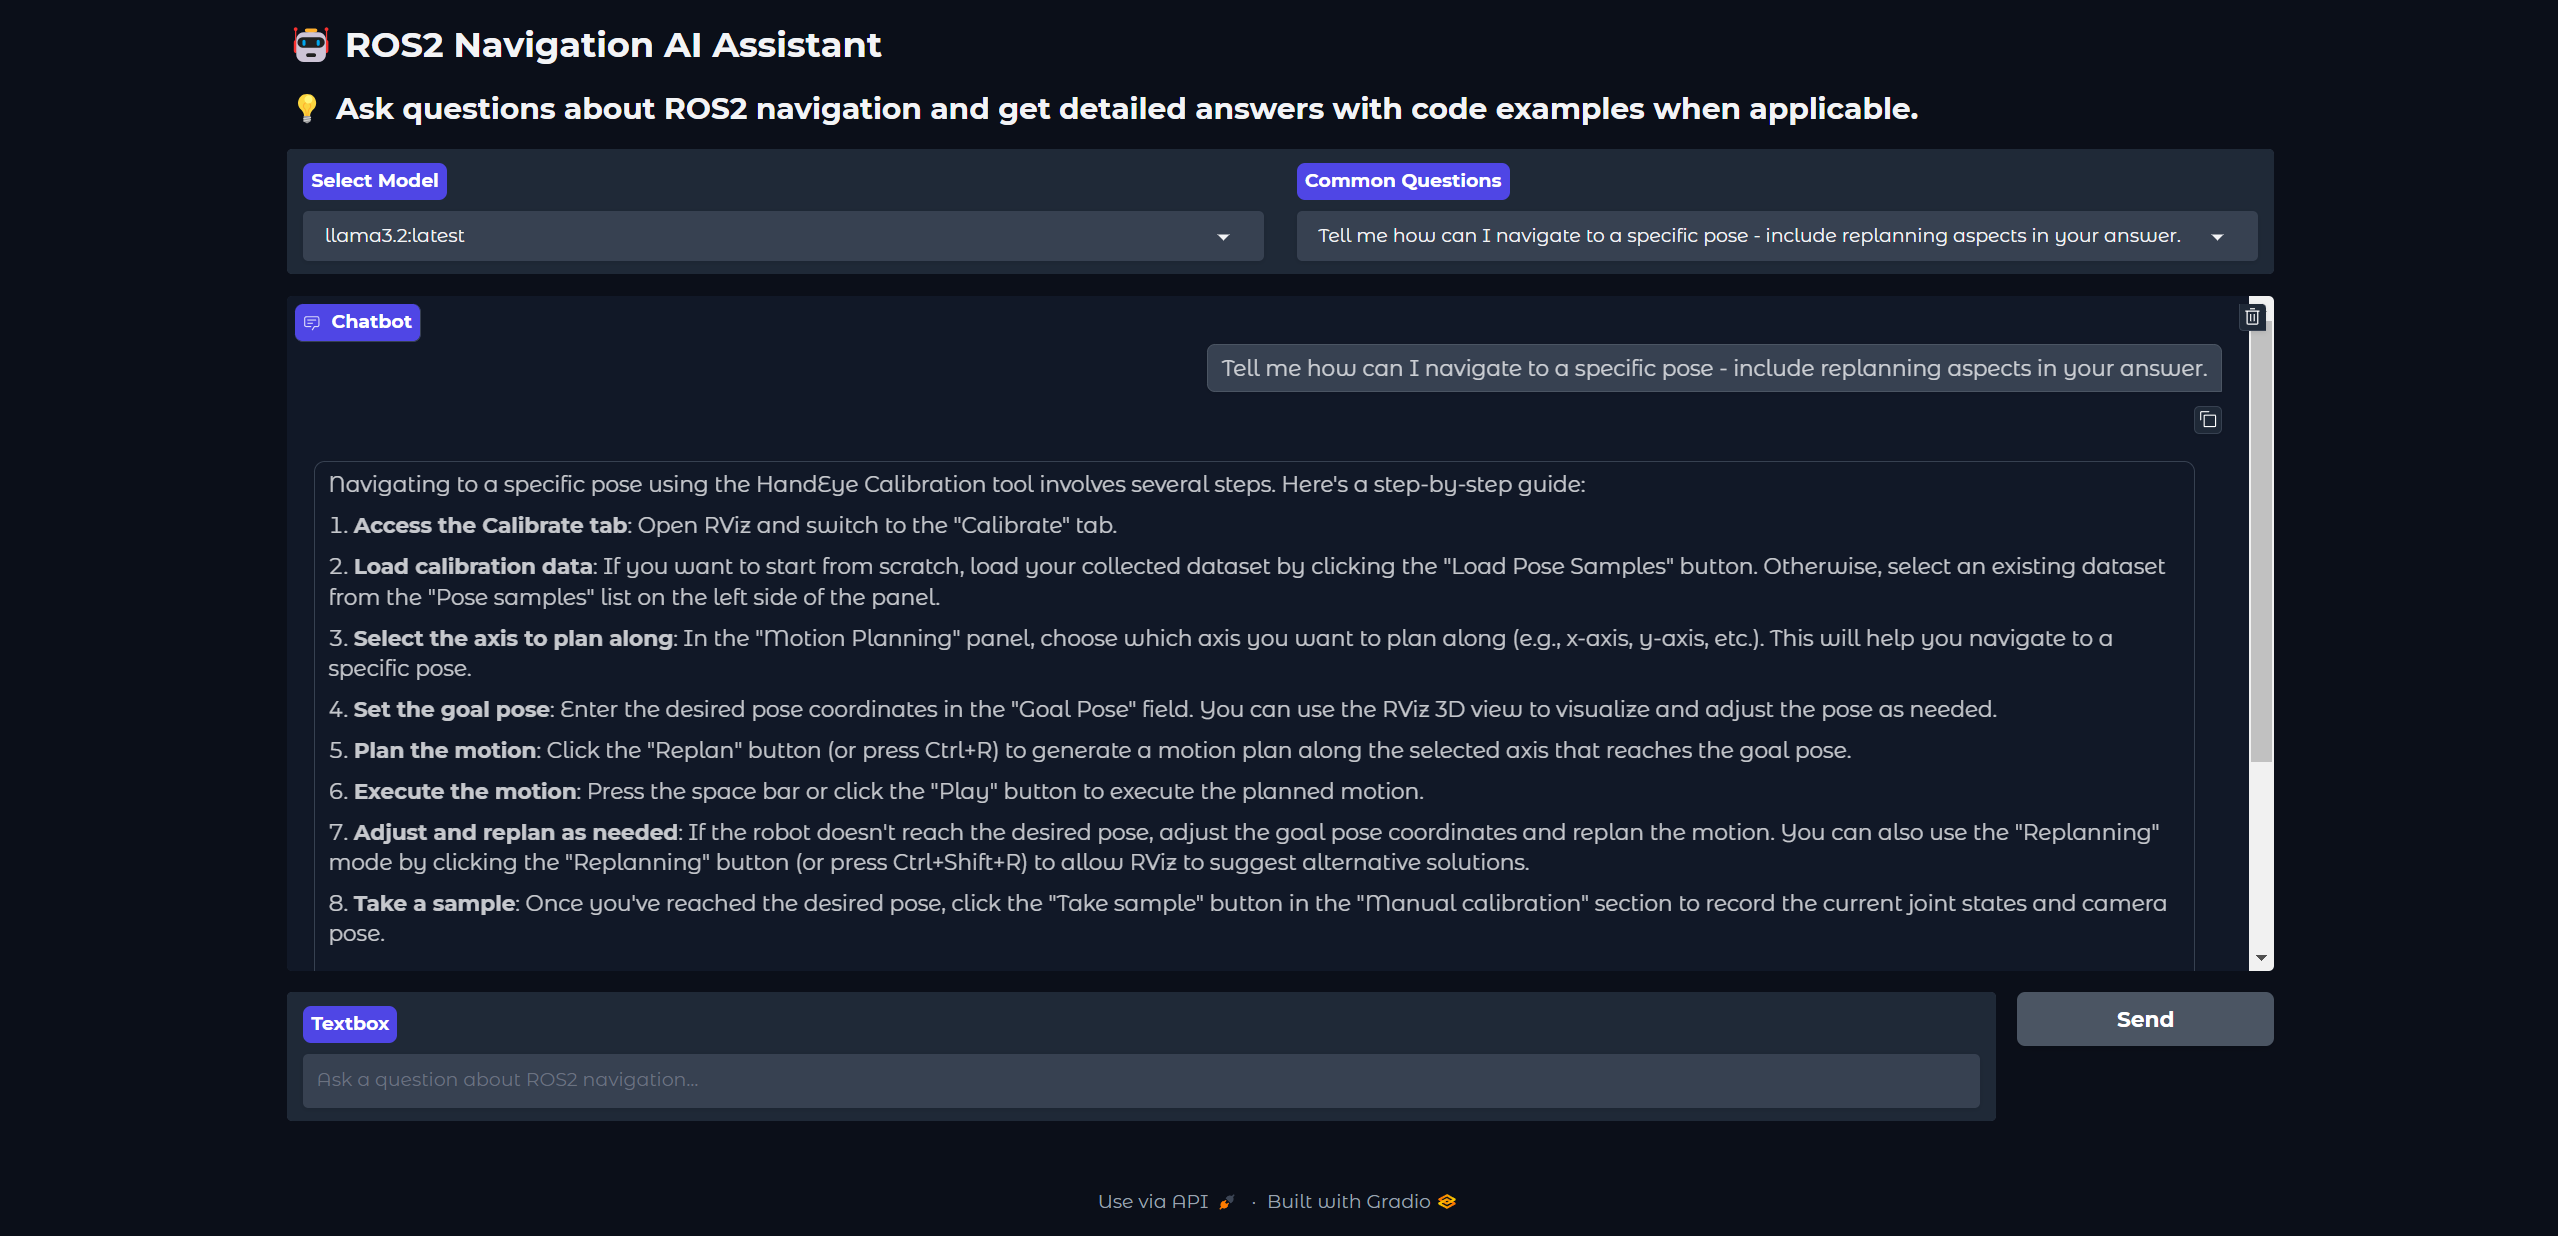 ROS2 Navigation AI Assistant
Ask questions about ROS2 navigation and get detailed answers with code examples when applicable.
Select Model
llama3.2:latest
Common Questions
Tell me how can I navigate to a specific pose - include replanning aspects in your answer.
Chatbot
Tell me how can I navigate to a specific pose - include replanning aspects in your answer.
Navigating to a specific pose using the HandEye Calibration tool involves several steps. Here's a step-by-step guide:
1. Access the Calibrate tab: Open RViz and switch to the "Calibrate" tab.
2. Load calibration data: If you want to start from scratch, load your collected dataset by clicking the "Load Pose Samples" button. Otherwise, select an existing dataset
from the "Pose samples" list on the left side of the panel.
3. Select the axis to plan along: In the "Motion Planning" panel, choose which axis you want to plan along (e.g., x-axis, y-axis, etc.). This will help you navigate to a
specific pose.
4. Set the goal pose: Enter the desired pose coordinates in the "Goal Pose" field. You can use the RViz 3D view to visualize and adjust the pose as needed.
5. Plan the motion: Click the "Replan" button (or press Ctrl+R) to generate a motion plan along the selected axis that reaches the goal pose.
6. Execute the motion: Press the space bar or click the "Play" button to execute the planned motion.
7. Adjust and replan as needed: If the robot doesn't reach the desired pose, adjust the goal pose coordinates and replan the motion. You can also use the "Replanning"
mode by clicking the "Replanning" button (or press Ctrl+Shift+R) to allow RViz to suggest alternative solutions.
8. Take a sample: Once you've reached the desired pose, click the "Take sample" button in the "Manual calibration" section to record the current joint states and camera
pose.
Textbox
Ask a question about ROS2 navigation...
Send
Use via API · Built with Gradio